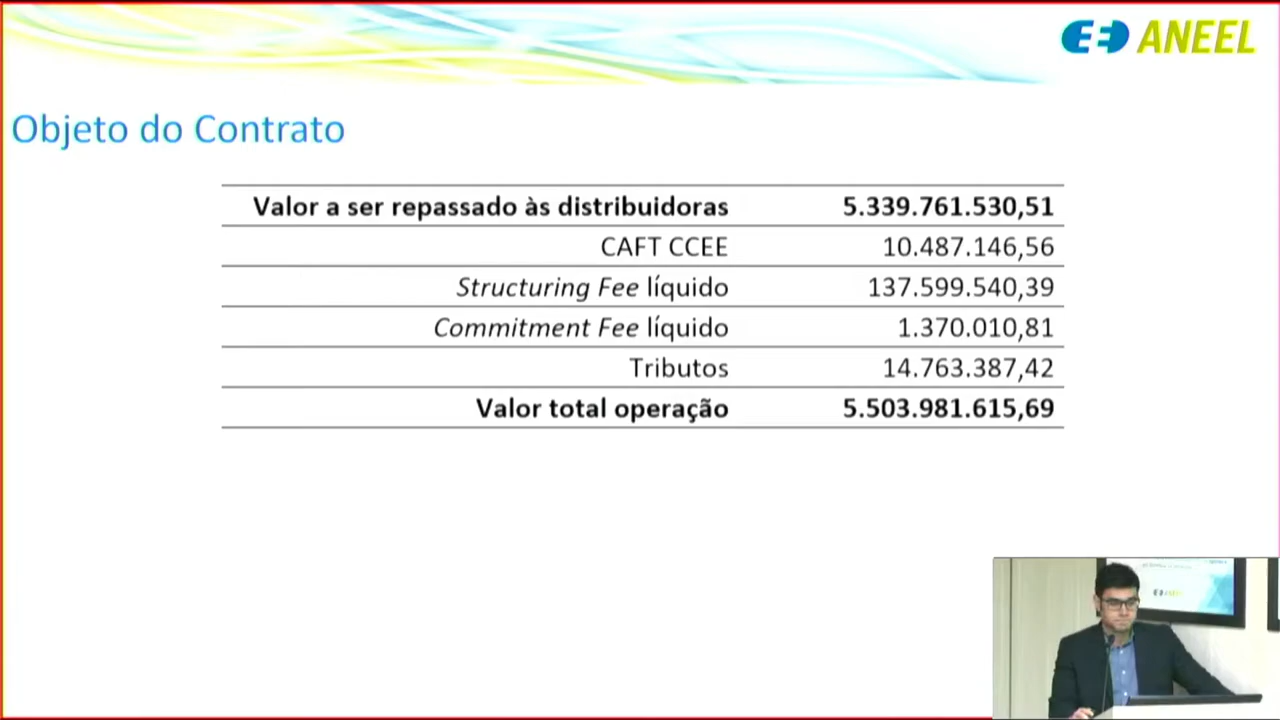 ANEEL
Objeto do Contrato
Valor a ser repassado às distribuidoras 5.339.761.530,51
CAFT CCEE 10.487.146,56
Structuring Fee líquido 137.599.540,39
Commitment Fee líquido 1.370.010,81
Tributos 14.763.387,42
Valor total operação 5.503.981.615,69